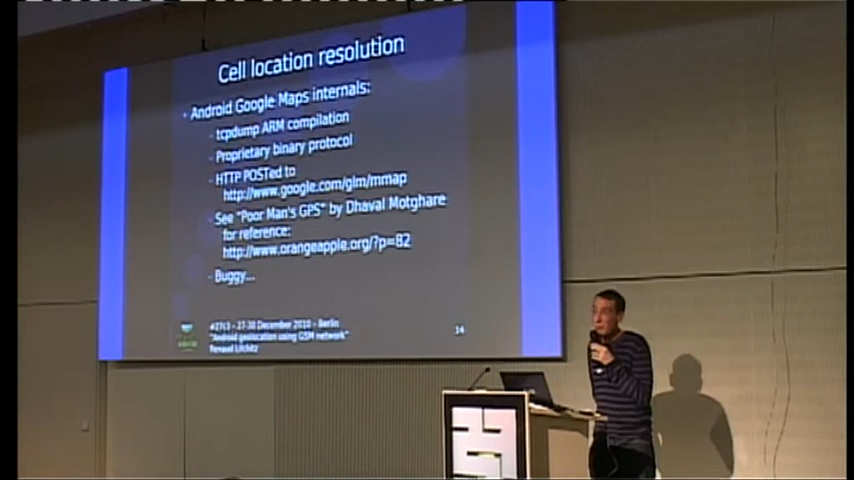 Cell location resolution
Android Google Maps internals:
- tcpdump ARM compilation
- Proprietary binary protocol
- HTTP POSTed to
http://www.google.com/glm/mmap
- See "Poor Man's GPS" by Dhaval Motghare
for reference:
http://www.orangeapple.org/?p=82
- Buggy...
#27c3 – 27-30 December 2010 – Berlin
"Android geolocation using GSM network"
Renaud Lifchitz
14